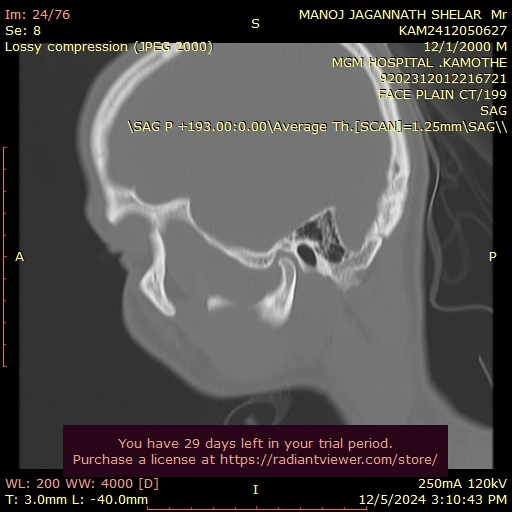 Im: 24/76
Se: 8
Lossy compression (JPEG 2000)
S
MANOJ JAGANNATH SHELAR Mr
KAM2412050627
12/1/2000 M
MGM HOSPITAL .KAMOTHE
9202312012216721
FACE PLAIN CT/199
SAG
\SAG P +193.00:0.00\Average Th.[SCAN]=1.25mm\SAG\\
A
P
You have 29 days left in your trial period.
Purchase a license at https://radiantviewer.com/store/
WL: 200 WW: 4000 [D]
T: 3.0mm L: -40.0mm
I
250mA 120kV
12/5/2024 3:10:43 PM